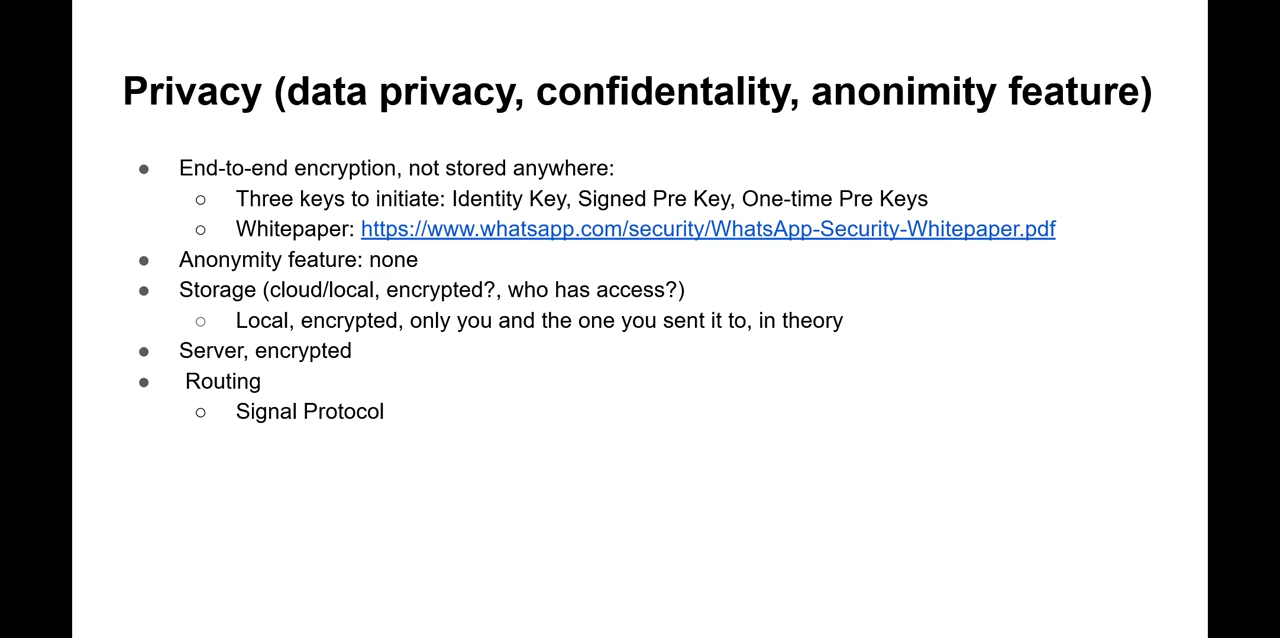 Privacy (data privacy, confidentality, anonimity feature)
● End-to-end encryption, not stored anywhere:
○ Three keys to initiate: Identity Key, Signed Pre Key, One-time Pre Keys
○ Whitepaper: https://www.whatsapp.com/security/WhatsApp-Security-Whitepaper.pdf
● Anonymity feature: none
● Storage (cloud/local, encrypted?, who has access?)
○ Local, encrypted, only you and the one you sent it to, in theory
● Server, encrypted
● Routing
○ Signal Protocol